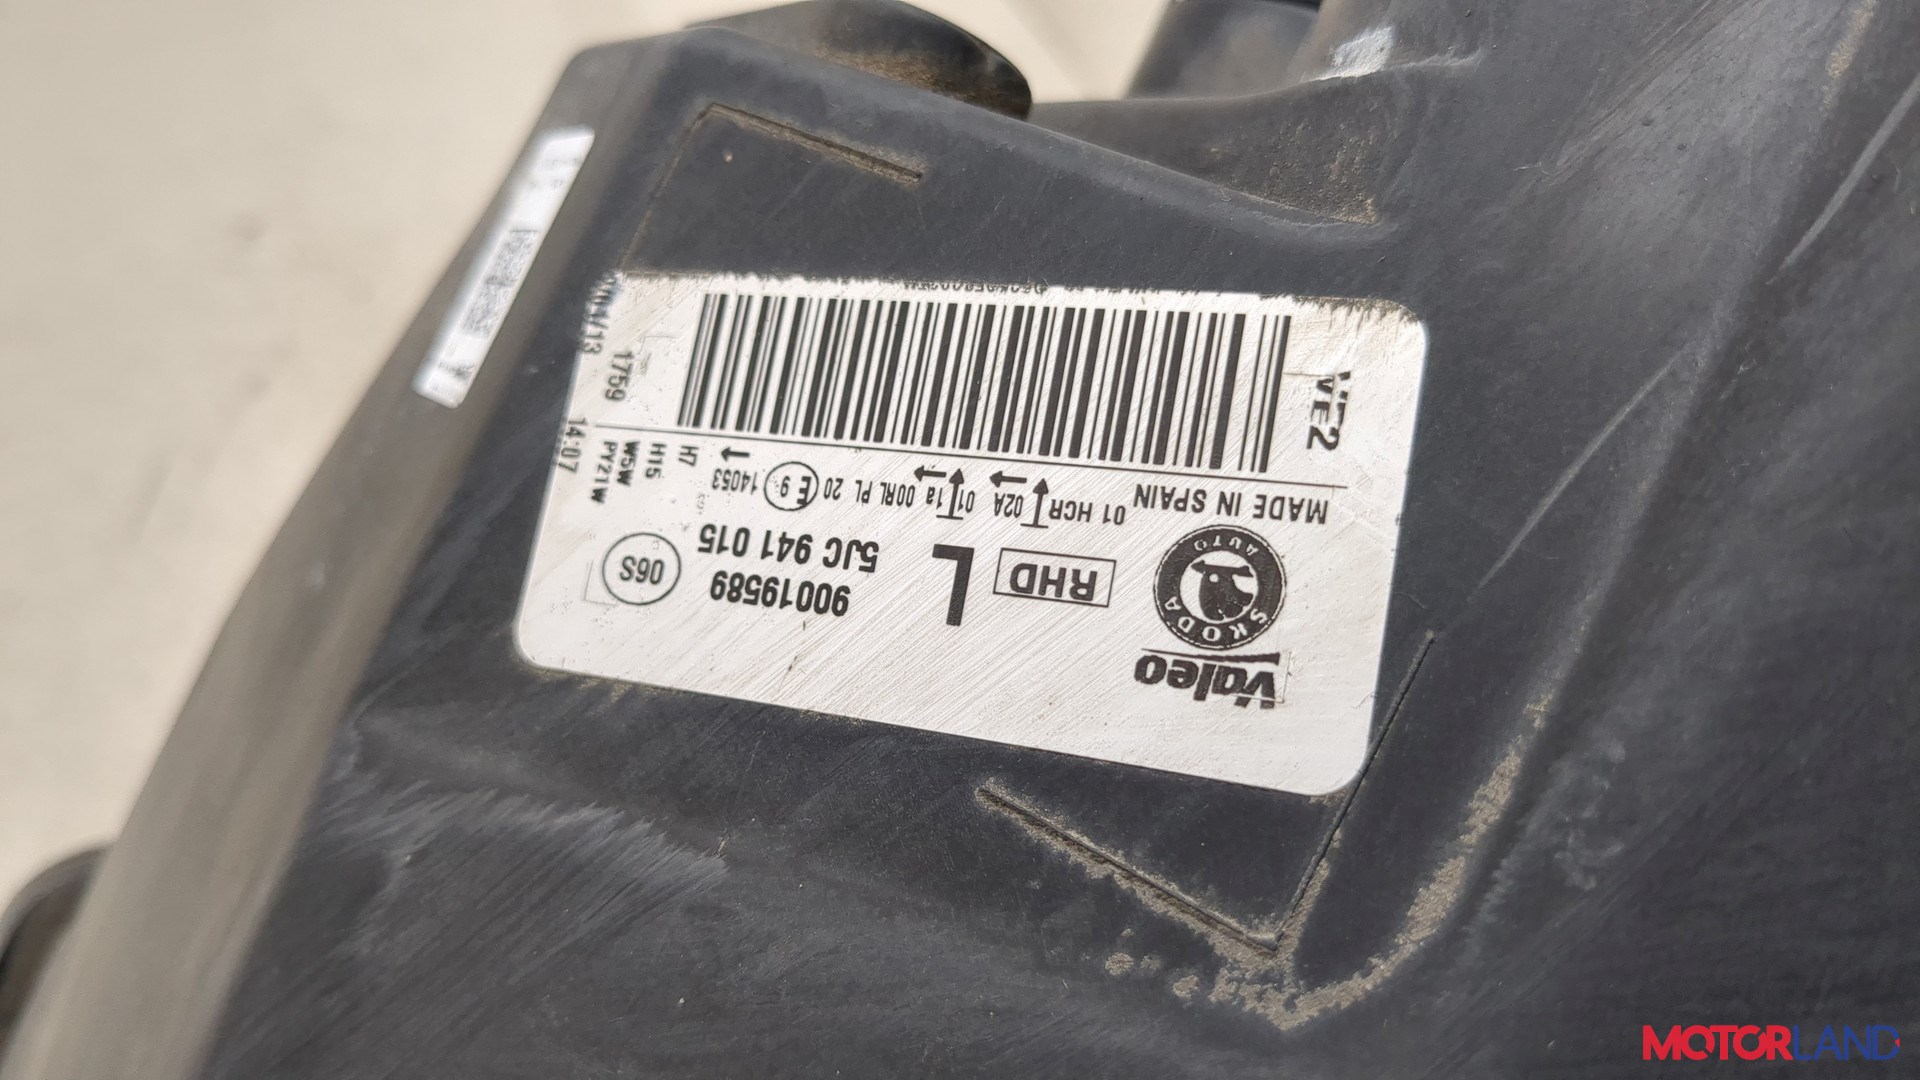 Valeo
SKODA AUTO
RHD
L
90019589
5JC 941 015
06S
MADE IN SPAIN
01 HCR 02A 01 1a 00RL PL 20 E 9 14053
H7
H15
W5W
PY21W
VE2
1759
14:07
MOTORLAND